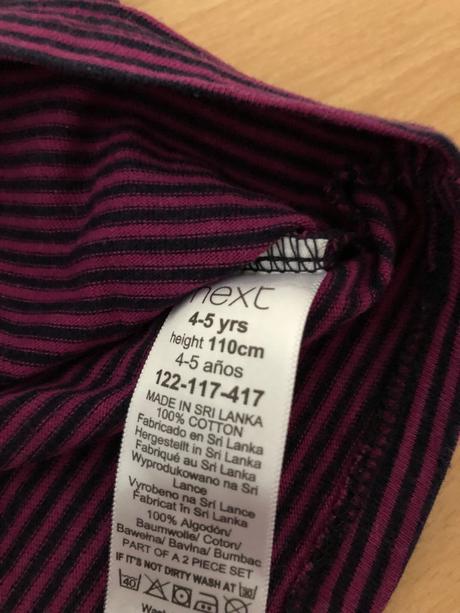 next
4-5 yrs
height 110cm
4-5 años
122-117-417
MADE IN SRI LANKA
100% COTTON
Fabricado en Sri Lanka
Hergestellt in Sri Lanka
Fabriqué au Sri Lanka
Wyprodukowano na Sri
Lance
Vyrobeno na Srí Lance
Fabricat în Sri Lanka
100% Algodón/
Baumwolle/ Coton/
Bawełna/ Bavlna/ Bumbac
PART OF A 2 PIECE SET
IF IT'S NOT DIRTY WASH AT 30
40
Wash